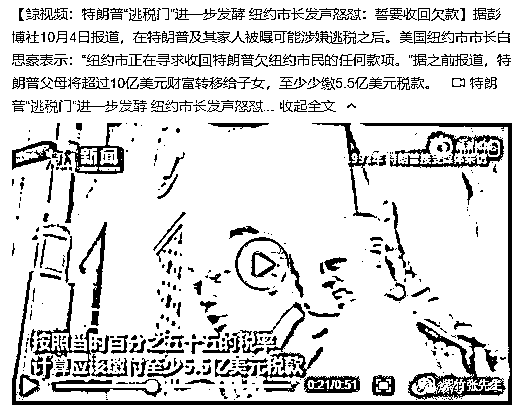 【鲸视频：特朗普"逃税门"进一步发酵 纽约市长发声怒怼：誓要收回欠款】据彭
博社10月4日报道，在特朗普及其家人被曝可能涉嫌逃税之后。美国纽约市市长白
思豪表示："纽约市正在寻求收回特朗普欠纽约市民的任何款项。"据之前报道，特朗
普父母将超过10亿美元财富转移给子女，至少少缴5.5亿美元税款。 特朗
普"逃税门"进一步发酵 纽约市长发声怒怼... 收起全文
新闻
按照当时百分之五十五的税率
计算应该缴付至少5.5亿美元税款
0:21/0:51